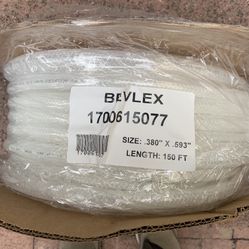 BEVLEX
1700615077
SIZE: .380" X .593"
LENGTH: 150 FT